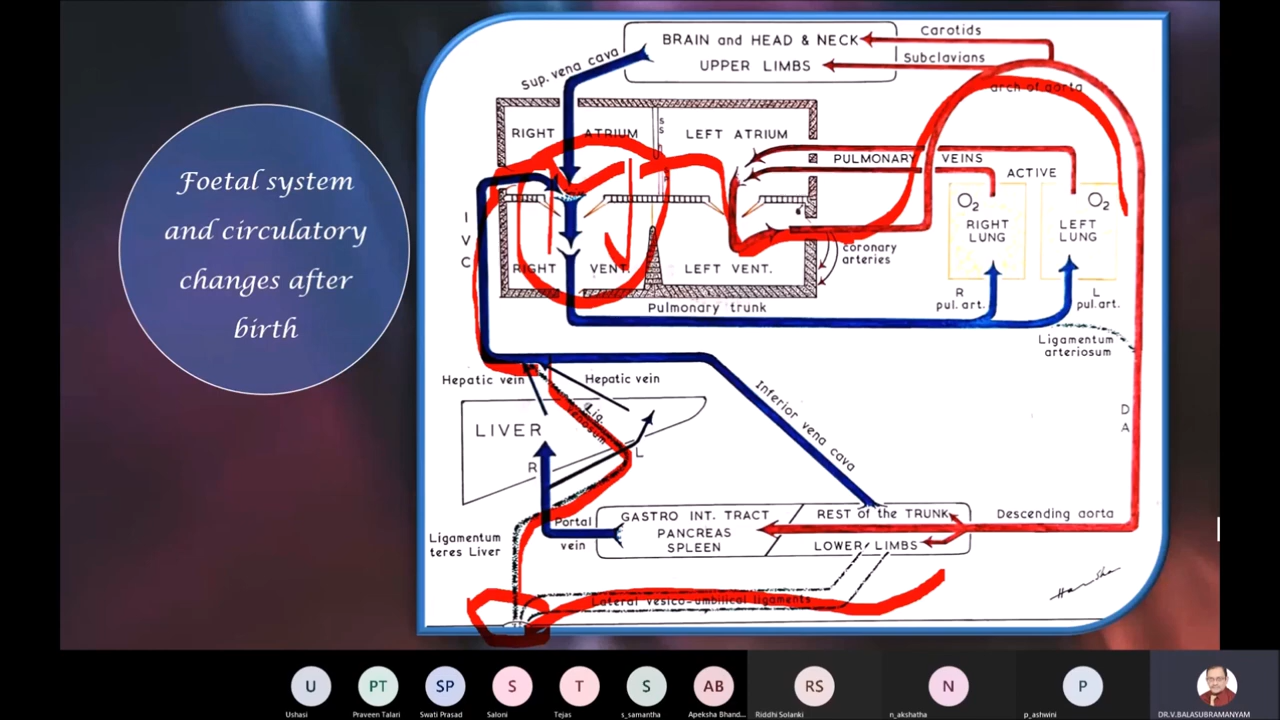 Foetal system
and circulatory
changes after
birth
BRAIN and HEAD & NECK
UPPER LIMBS
Carotids
Subclavians
arch of aorta
Sup. vena cava
RIGHT ATRIUM
S S
LEFT ATRIUM
PULMONARY VEINS
ACTIVE
O2
RIGHT
LUNG
O2
LEFT
LUNG
I
V
C
RIGHT VENT.
LEFT VENT.
coronary
arteries
Pulmonary trunk
R
pul. art.
L
pul. art.
Ligamentum
arteriosum
Hepatic vein
Hepatic vein
Lig.
venosum
Inferior vena cava
D
A
LIVER
R
L
Portal
vein
Ligamentum
teres Liver
GASTRO INT. TRACT
PANCREAS
SPLEEN
REST of the TRUNK
LOWER LIMBS
Descending aorta
Lateral vesico-umbilical ligaments
U
PT
SP
S
T
S
AB
RS
N
P
Ushasi
Praveen Talari
Swati Prasad
Saloni
Tejas
s_samantha
Apeksha Bhand...
Riddhi Solanki
n_akshatha
p_ashwini
DR.V.BALASUBRAMANYAM